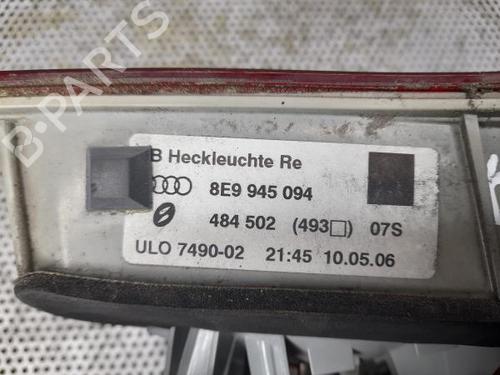 B Heckleuchte Re
8E9 945 094
484 502 (493□) 07S
ULO 7490-02 21:45 10.05.06
B-PARTS